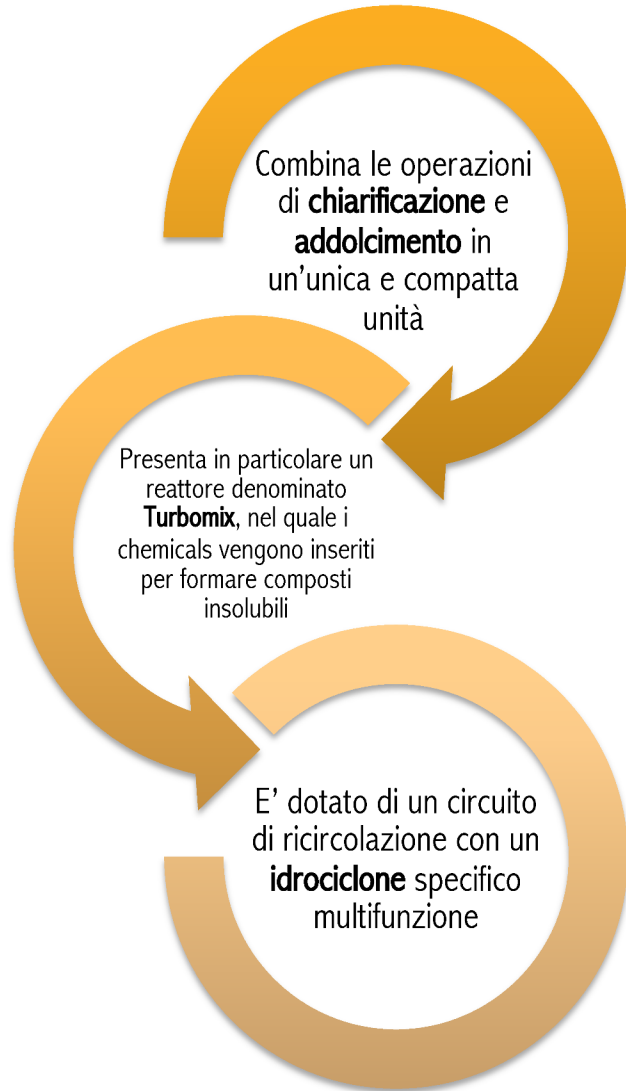 Combina le operazioni
di chiarificazione e
addolcimento in
un’unica e compatta
unità
Presenta in particolare un
reattore denominato
Turbomix, nel quale i
chemicals vengono inseriti
per formare composti
insolubili
E’ dotato di un circuito
di ricircolazione con un
idrociclone specifico
multifunzione